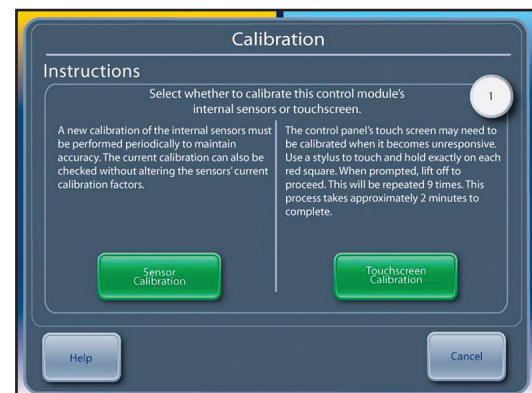 Calibration
Instructions
Select whether to calibrate this control module's
internal sensors or touchscreen.
1
A new calibration of the internal sensors must
be performed periodically to maintain
accuracy. The current calibration can also be
checked without altering the sensors' current
calibration factors.
The control panel's touch screen may need to
be calibrated when it becomes unresponsive.
Use a stylus to touch and hold exactly on each
red square. When prompted, lift off to
proceed. This will be repeated 9 times. This
process takes approximately 2 minutes to
complete.
Sensor
Calibration
Touchscreen
Calibration
Help
Cancel